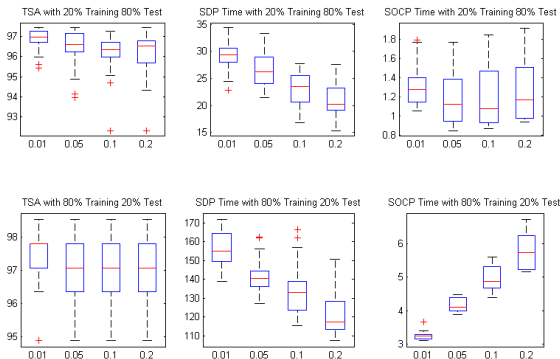 TSA with 20% Training 80% Test
SDP Time with 20% Training 80% Test
SOCP Time with 20% Training 80% Test
97
96
95
94
93
0.01 0.05 0.1 0.2
35
30
25
20
15
0.01 0.05 0.1 0.2
1.8
1.6
1.4
1.2
1
0.8
0.01 0.05 0.1 0.2
TSA with 80% Training 20% Test
SDP Time with 80% Training 20% Test
SOCP Time with 80% Training 20% Test
98
97
96
95
0.01 0.05 0.1 0.2
170
160
150
140
130
120
110
0.01 0.05 0.1 0.2
6
5
4
3
0.01 0.05 0.1 0.2